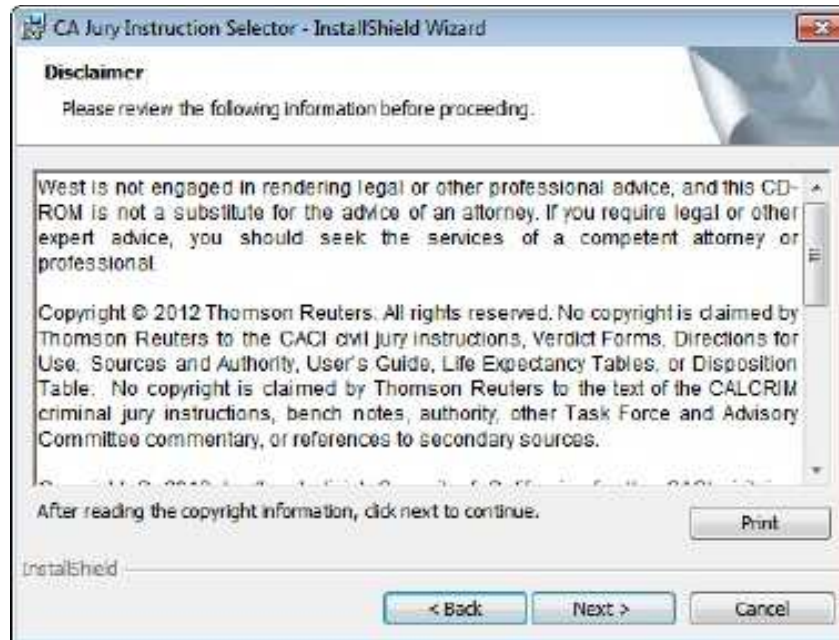 CA Jury Instruction Selector - InstallShield Wizard
Disclaimer
Please review the following information before proceeding.
West is not engaged in rendering legal or other professional advice, and this CD-
ROM is not a substitute for the advice of an attorney. If you require legal or other
expert advice, you should seek the services of a competent attorney or
professional.
Copyright © 2012 Thomson Reuters. All rights reserved. No copyright is claimed by
Thomson Reuters to the CACI civil jury instructions, Verdict Forms, Directions for
Use, Sources and Authority, User's Guide, Life Expectancy Tables, or Disposition
Table. No copyright is claimed by Thomson Reuters to the text of the CALCRIM
criminal jury instructions, bench notes, authority, other Task Force and Advisory
Committee commentary, or references to secondary sources.
After reading the copyright information, click next to continue.
Print
InstallShield
< Back
Next >
Cancel